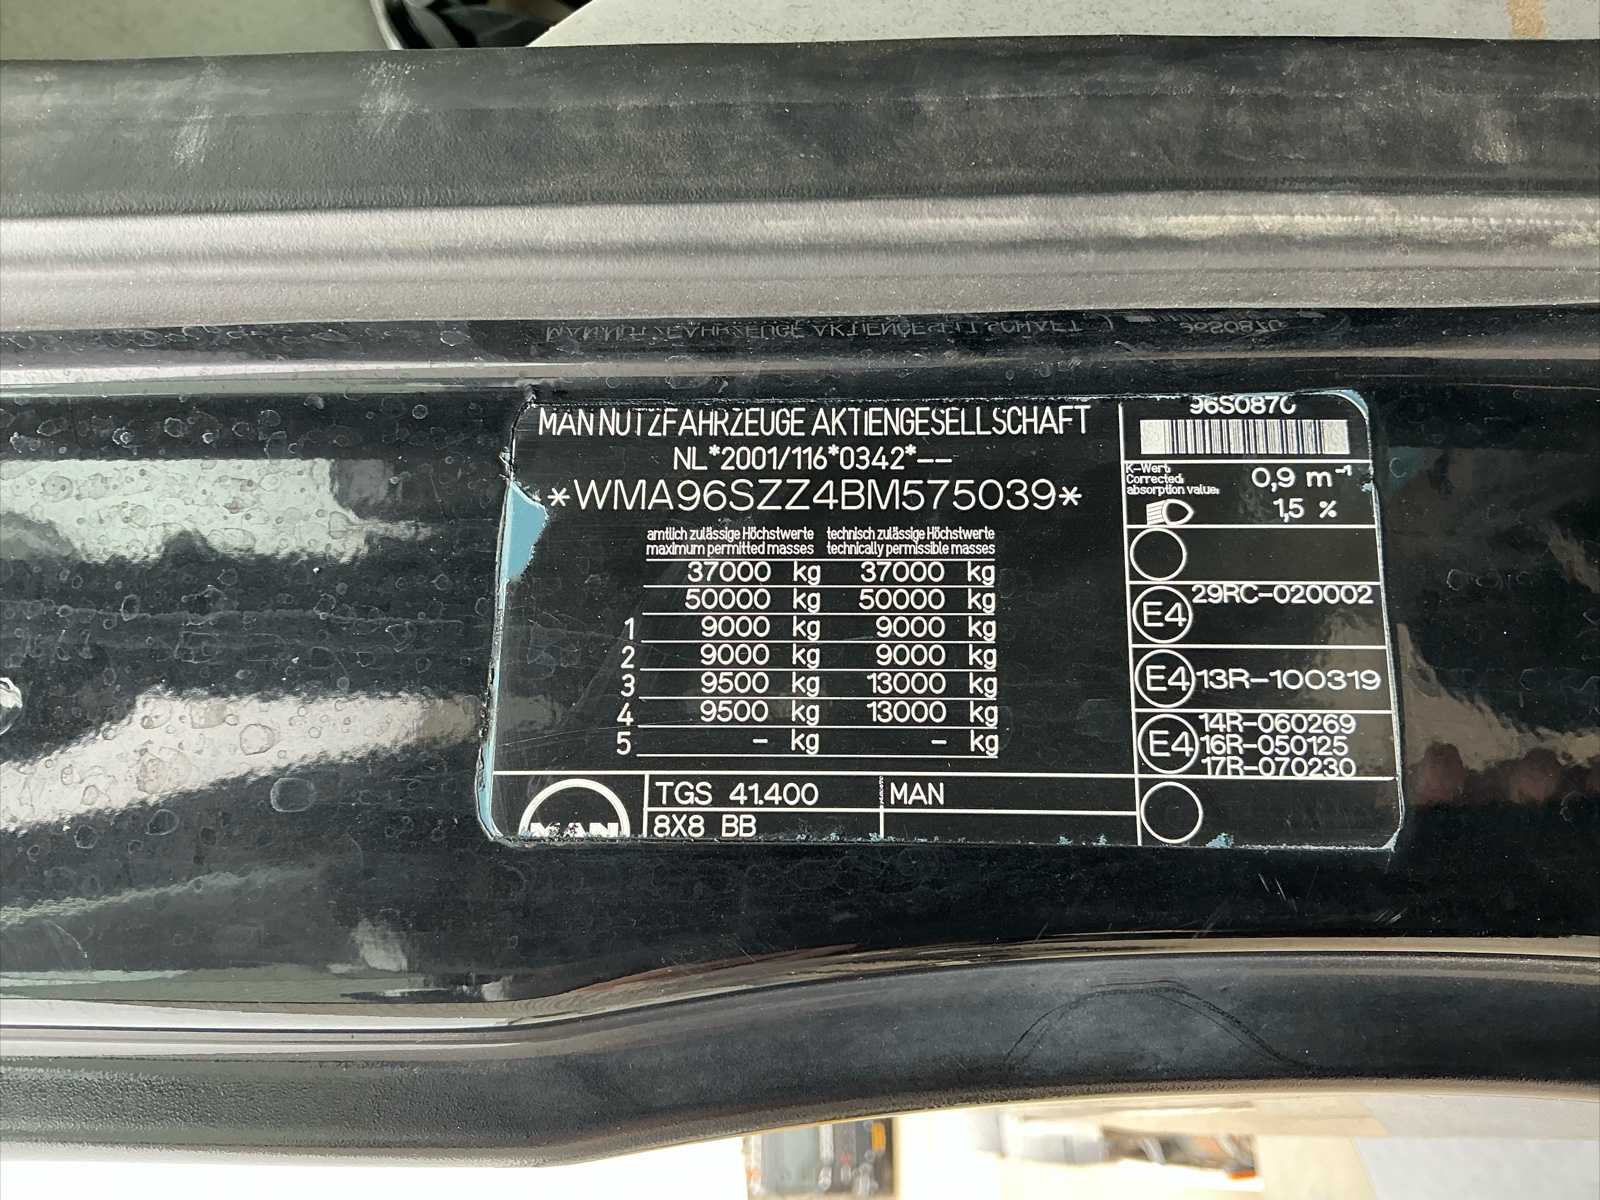 MAN NUTZFAHRZEUGE AKTIENGESELLSCHAFT
NL*2001/116*0342*--
*WMA96SZZ4BM575039*
amtlich zulässige Höchstwerte technisch zulässige Höchstwerte
maximum permitted masses technically permissible masses
37000 kg 37000 kg
50000 kg 50000 kg
1 9000 kg 9000 kg
2 9000 kg 9000 kg
3 9500 kg 13000 kg
4 9500 kg 13000 kg
5 - kg - kg
MAN
TGS 41.400
8X8 BB
MAN
96S0870
K-Wert:
Corrected:
absorption value:
0,9 m⁻¹
1,5 %
E4 29RC-020002
E4 13R-100319
E4
14R-060269
16R-050125
17R-070230